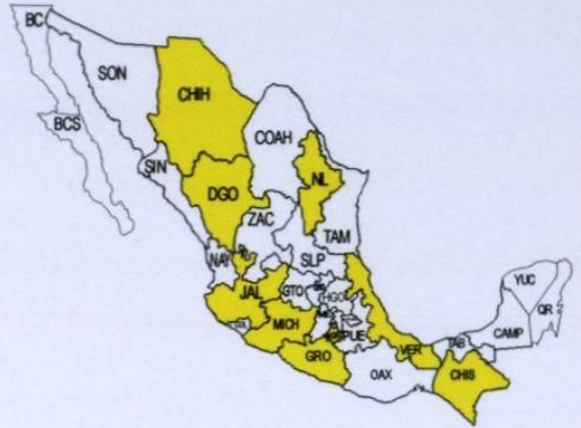 BC
SON
CHIH
BCS
COAH
SIN
NL
DGO
ZAC
TAM
NAY
SLP
JAL
GTO
HGO
MICH
PUE
GRO
VER
OAX
TAB
CHIS
CAMP
YUC
QR